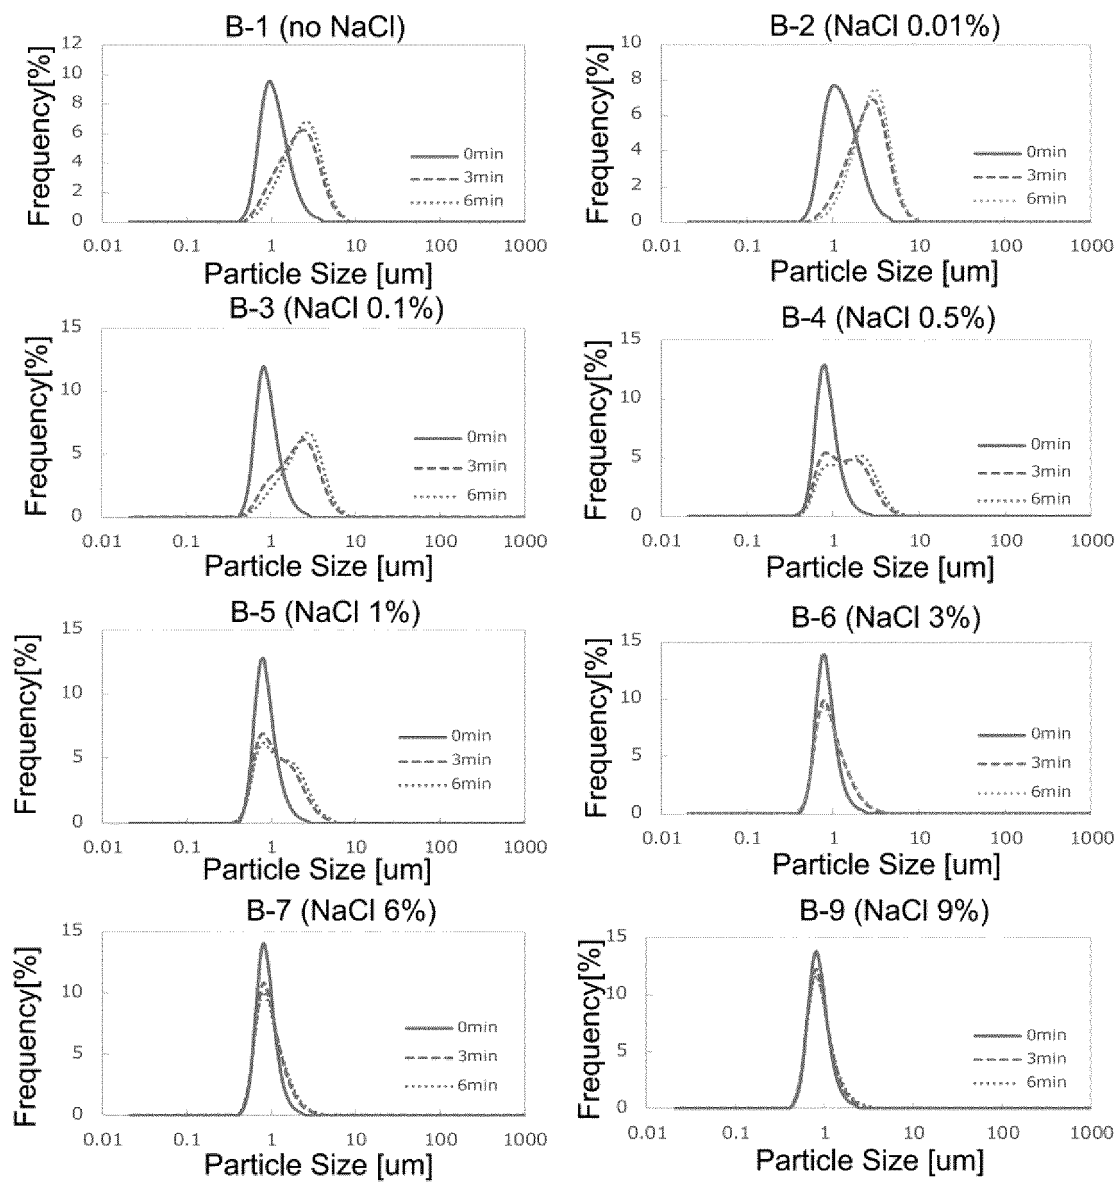 B-1 (no NaCl)
Frequency[%]
12
10
8
6
4
2
0
0min
3min
6min
0.01 0.1 1 10 100 1000
Particle Size [um]
B-2 (NaCl 0.01%)
Frequency[%]
10
8
6
4
2
0
0min
3min
6min
0.01 0.1 1 10 100 1000
Particle Size [um]
B-3 (NaCl 0.1%)
Frequency[%]
15
10
5
0
0min
3min
6min
0.01 0.1 1 10 100 1000
Particle Size [um]
B-4 (NaCl 0.5%)
Frequency[%]
15
10
5
0
0min
3min
6min
0.01 0.1 1 10 100 1000
Particle Size [um]
B-5 (NaCl 1%)
Frequency[%]
15
10
5
0
0min
3min
6min
0.01 0.1 1 10 100 1000
Particle Size [um]
B-6 (NaCl 3%)
Frequency[%]
15
10
5
0
0min
3min
6min
0.01 0.1 1 10 100 1000
Particle Size [um]
B-7 (NaCl 6%)
Frequency[%]
15
10
5
0
0min
3min
6min
0.01 0.1 1 10 100 1000
Particle Size [um]
B-9 (NaCl 9%)
Frequency[%]
15
10
5
0
0min
3min
6min
0.01 0.1 1 10 100 1000
Particle Size [um]